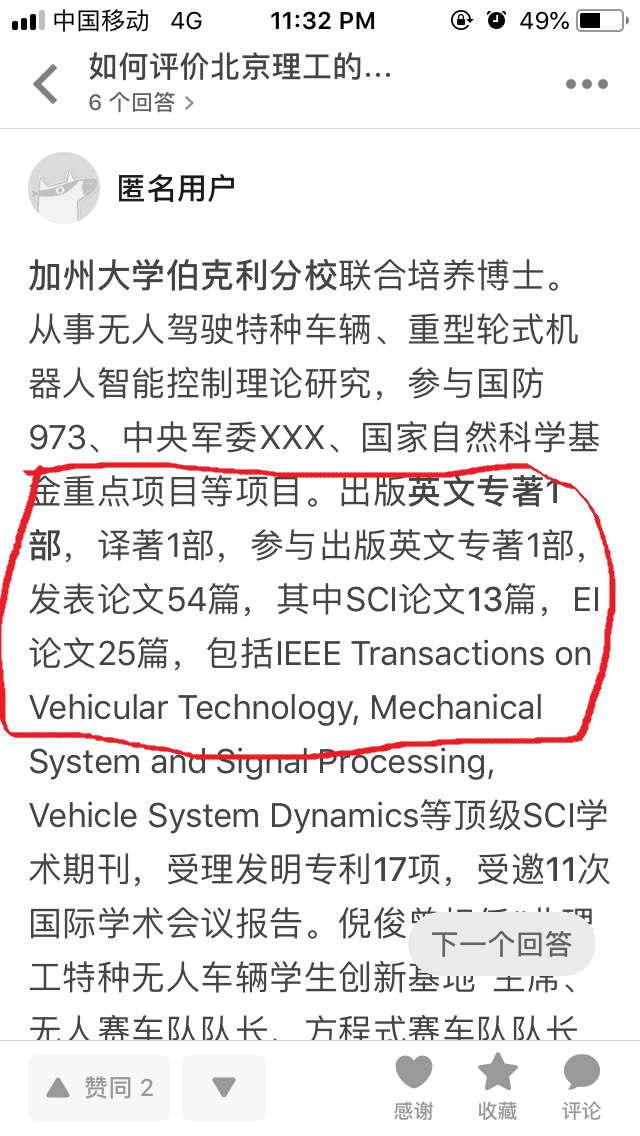 中国移动 4G 11:32 PM 49%
如何评价北京理工的...
6 个回答 >
匿名用户
加州大学伯克利分校联合培养博士。
从事无人驾驶特种车辆、重型轮式机
器人智能控制理论研究，参与国防
973、中央军委XXX、国家自然科学基
金重点项目等项目。出版英文专著1
部，译著1部，参与出版英文专著1部，
发表论文54篇，其中SCI论文13篇，EI
论文25篇，包括IEEE Transactions on
Vehicular Technology, Mechanical
System and Signal Processing,
Vehicle System Dynamics等顶级SCI学
术期刊，受理发明专利17项，受邀11次
国际学术会议报告。倪俊曾担任“北理
工特种无人车辆学生创新基地”主席、
无人赛车队队长、方程式赛车队队长
下一个回答
赞同 2
感谢 收藏 评论